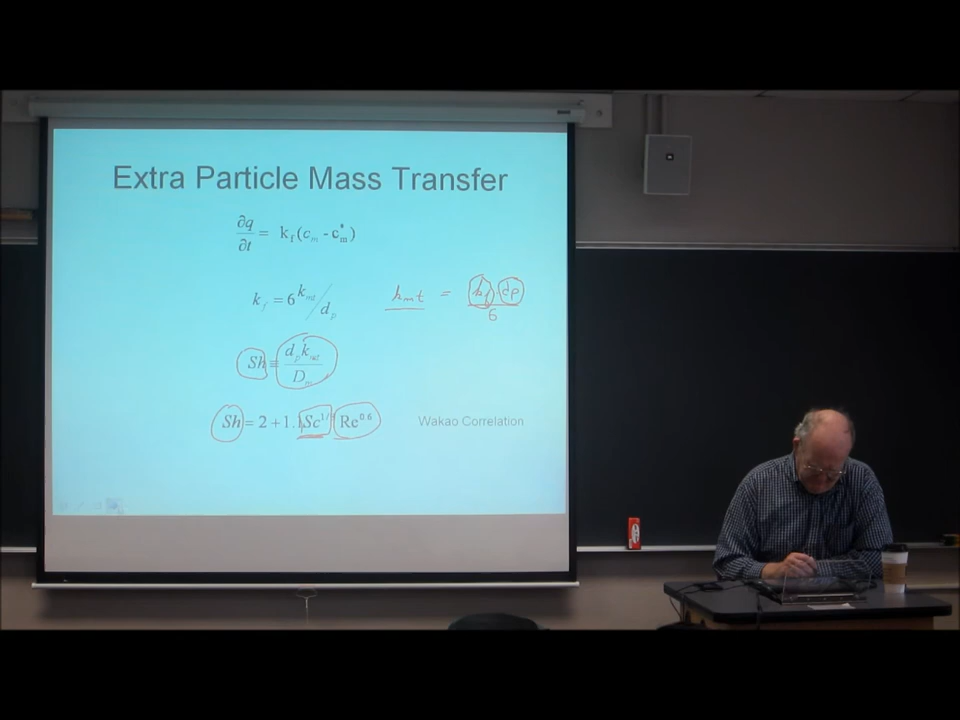 Extra Particle Mass Transfer
∂q/∂t = k_f(c_m - c*_m)
k_f = 6 k_mt/d_p    k_mt = k_f · dp / 6
Sh ≡ d_p k_mt / D_m
Sh = 2 + 1.1 Sc^1/3 Re^0.6    Wakao Correlation